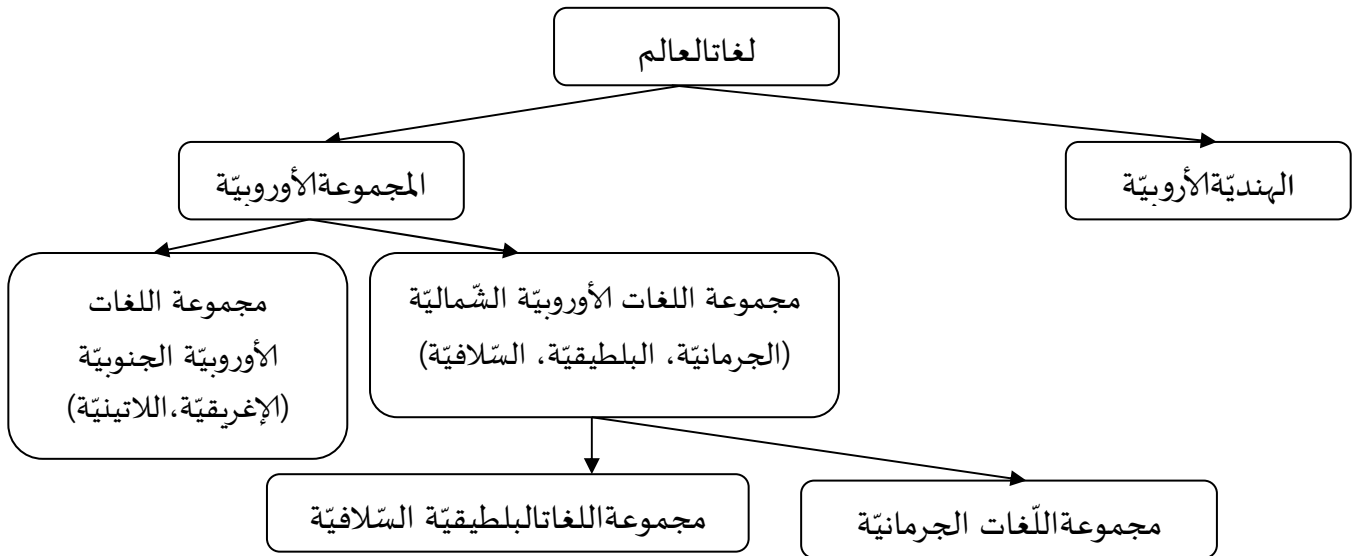 لغاتالعالم
الهنديّةالأروبيّة
المجموعةالأوروبيّة
مجموعة اللغات الأوروبيّة الشّماليّة
(الجرمانيّة، البلطيقيّة، السّلافيّة)
مجموعة اللغات
الأوروبيّة الجنوبيّة
(الإغريقيّة،اللاتينيّة)
مجموعةاللّغات الجرمانيّة
مجموعةاللغاتالبلطيقيّة السّلافيّة